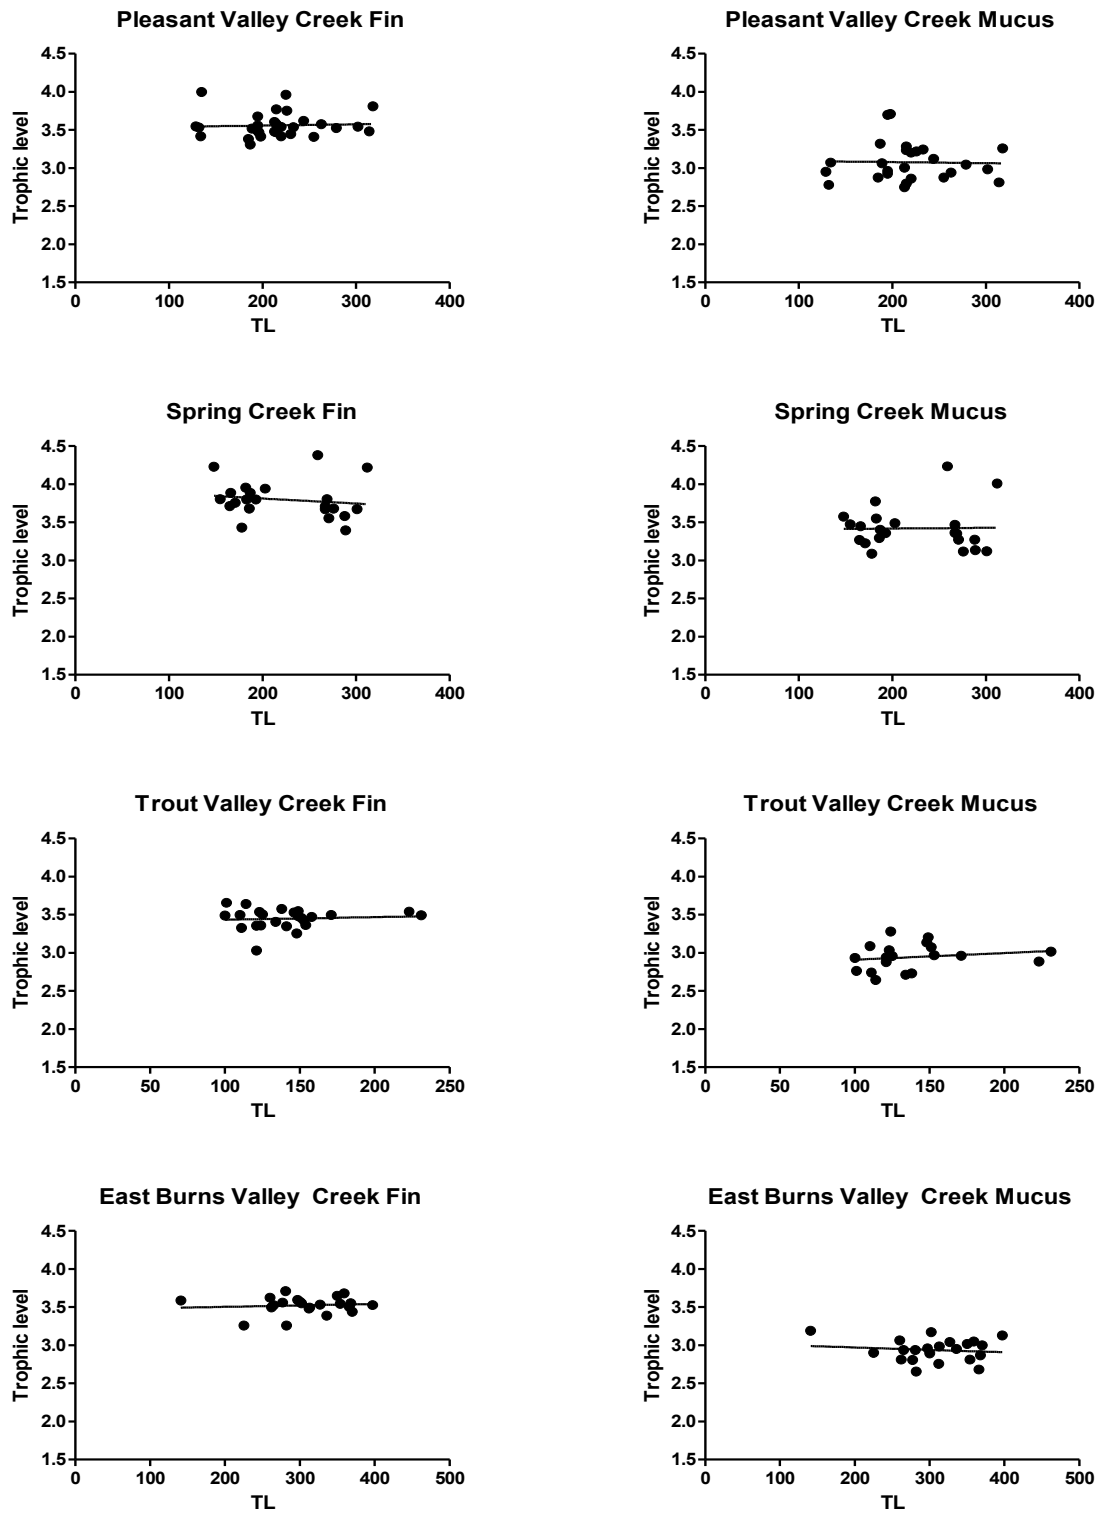 Pleasant Valley Creek Fin
4.5
4.0
3.5
3.0
2.5
2.0
1.5
Trophic level
0 100 200 300 400
TL
Pleasant Valley Creek Mucus
4.5
4.0
3.5
3.0
2.5
2.0
1.5
Trophic level
0 100 200 300 400
TL
Spring Creek Fin
4.5
4.0
3.5
3.0
2.5
2.0
1.5
Trophic level
0 100 200 300 400
TL
Spring Creek Mucus
4.5
4.0
3.5
3.0
2.5
2.0
1.5
Trophic level
0 100 200 300 400
TL
Trout Valley Creek Fin
4.5
4.0
3.5
3.0
2.5
2.0
1.5
Trophic level
0 50 100 150 200 250
TL
Trout Valley Creek Mucus
4.5
4.0
3.5
3.0
2.5
2.0
1.5
Trophic level
0 50 100 150 200 250
TL
East Burns Valley  Creek Fin
4.5
4.0
3.5
3.0
2.5
2.0
1.5
Trophic level
0 100 200 300 400 500
TL
East Burns Valley  Creek Mucus
4.5
4.0
3.5
3.0
2.5
2.0
1.5
Trophic level
0 100 200 300 400 500
TL